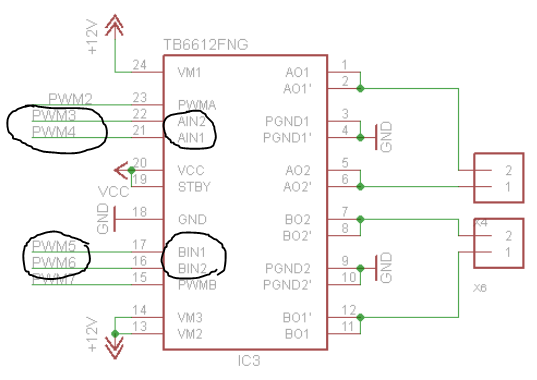 TB6612FNG
+12V
24 VM1 AO1 1
AO1' 2
PWM2 23 PWMA
PWM3 22 AIN2 PGND1 3
PWM4 21 AIN1 PGND1' 4 GND
VCC 20 VCC AO2 5 2
19 STBY AO2' 6 1
X4
GND 18 GND BO2 7 2
BO2' 8
PWM5 17 BIN1 1
PWM6 16 BIN2 PGND2 9 GND
PWM7 15 PWMB PGND2' 10
X6
+12V 14 VM3 BO1' 12
13 VM2 BO1 11
IC3